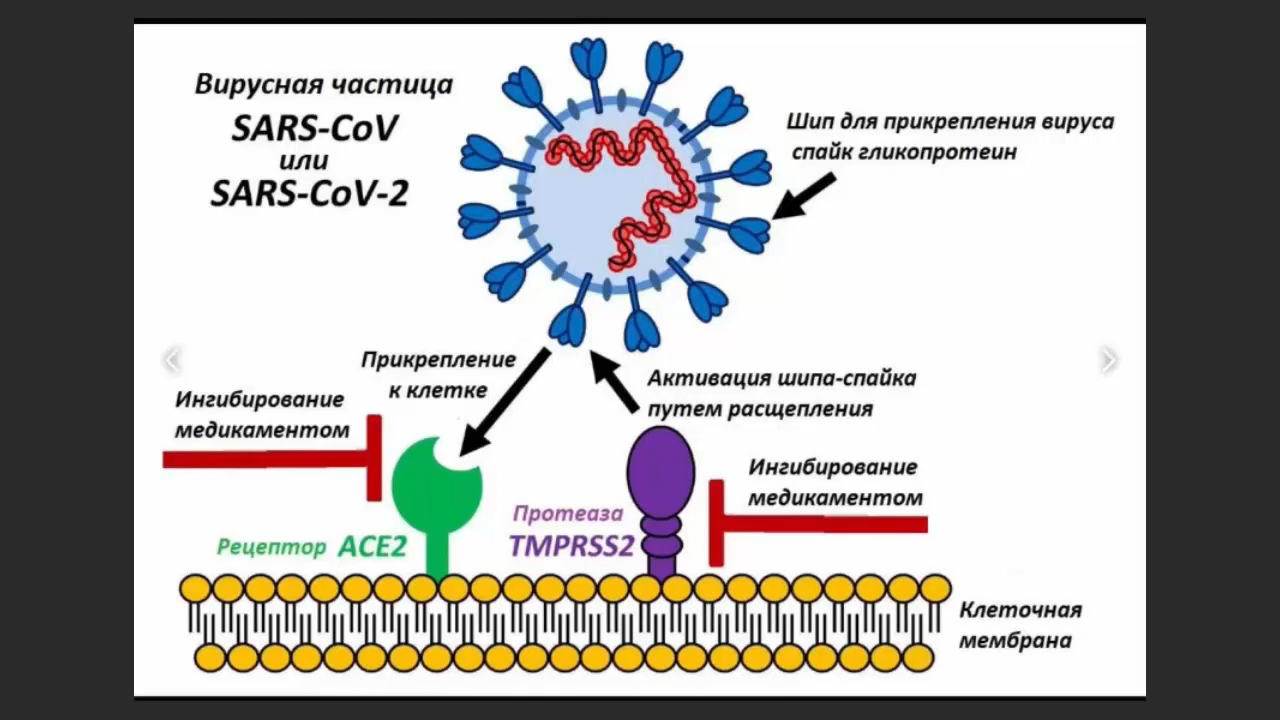 Вирусная частица
SARS-CoV
или
SARS-CoV-2
Шип для прикрепления вируса
спайк гликопротеин
Прикрепление
к клетке
Активация шипа-спайка
путем расщепления
Ингибирование
медикаментом
Ингибирование
медикаментом
Рецептор ACE2
Протеаза
TMPRSS2
Клеточная
мембрана